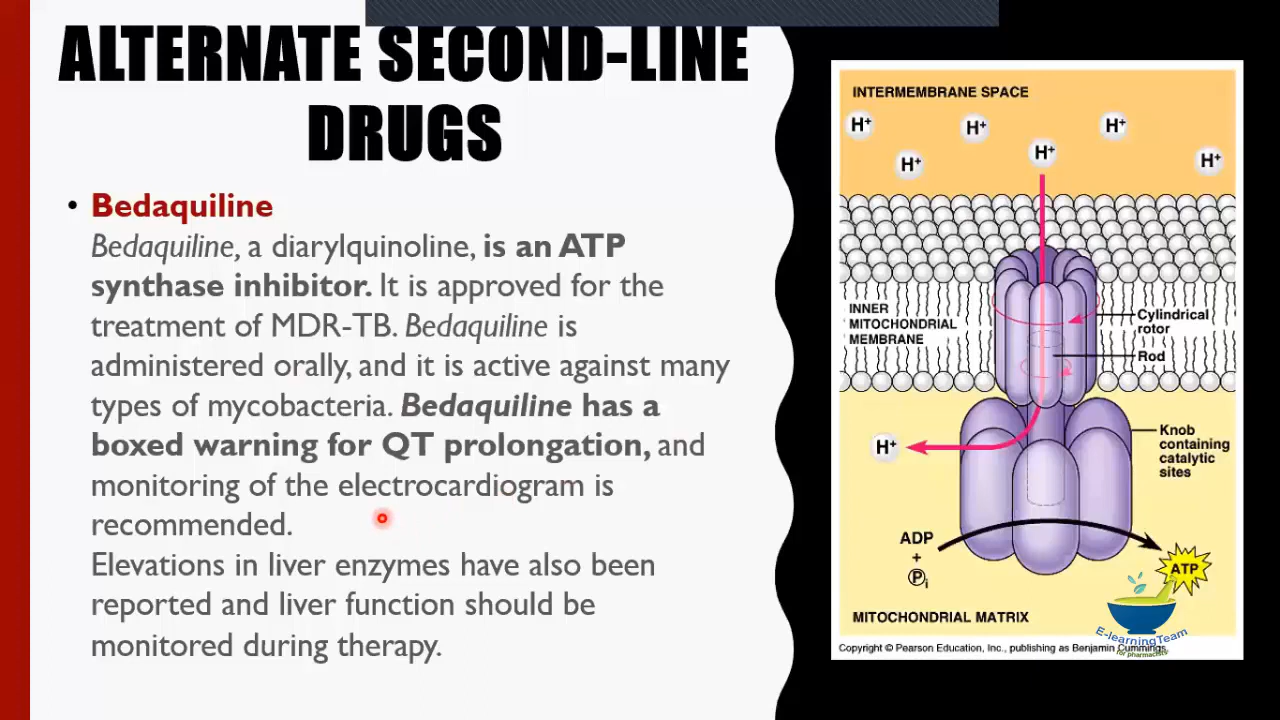 ALTERNATE SECOND-LINE
DRUGS
• Bedaquiline
Bedaquiline, a diarylquinoline, is an ATP
synthase inhibitor. It is approved for the
treatment of MDR-TB. Bedaquiline is
administered orally, and it is active against many
types of mycobacteria. Bedaquiline has a
boxed warning for QT prolongation, and
monitoring of the electrocardiogram is
recommended.
Elevations in liver enzymes have also been
reported and liver function should be
monitored during therapy.
INTERMEMBRANE SPACE
H+
H+
H+
H+
H+
H+
INNER
MITOCHONDRIAL
MEMBRANE
Cylindrical
rotor
Rod
Knob
containing
catalytic
sites
H+
ADP
+
Pi
ATP
MITOCHONDRIAL MATRIX
E-learningTeam
for pharmacists
Copyright © Pearson Education, Inc., publishing as Benjamin Cummings.